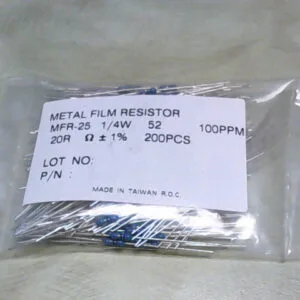 METAL FILM RESISTOR
MFR-25 1/4W 52 100PPM
20R Ω ± 1% 200PCS
LOT NO:
P/N :
MADE IN TAIWAN R.O.C.